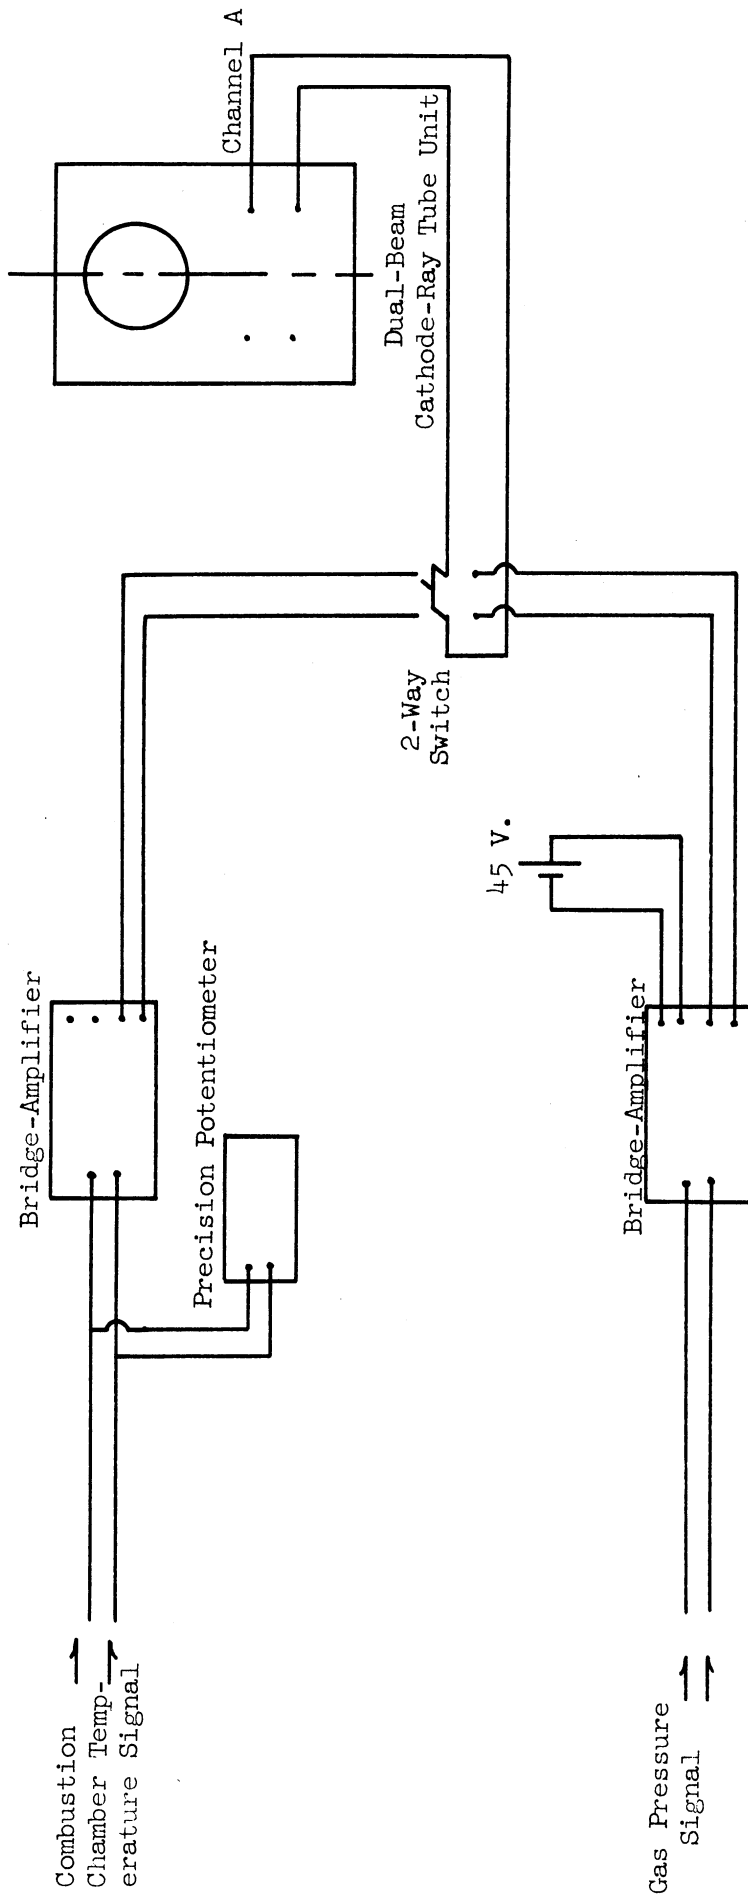 Combustion
Chamber Temp-
erature Signal
Bridge-Amplifier
Precision Potentiometer
2-Way
Switch
Channel A
Dual-Beam
Cathode-Ray Tube Unit
45 V.
Gas Pressure
Signal
Bridge-Amplifier